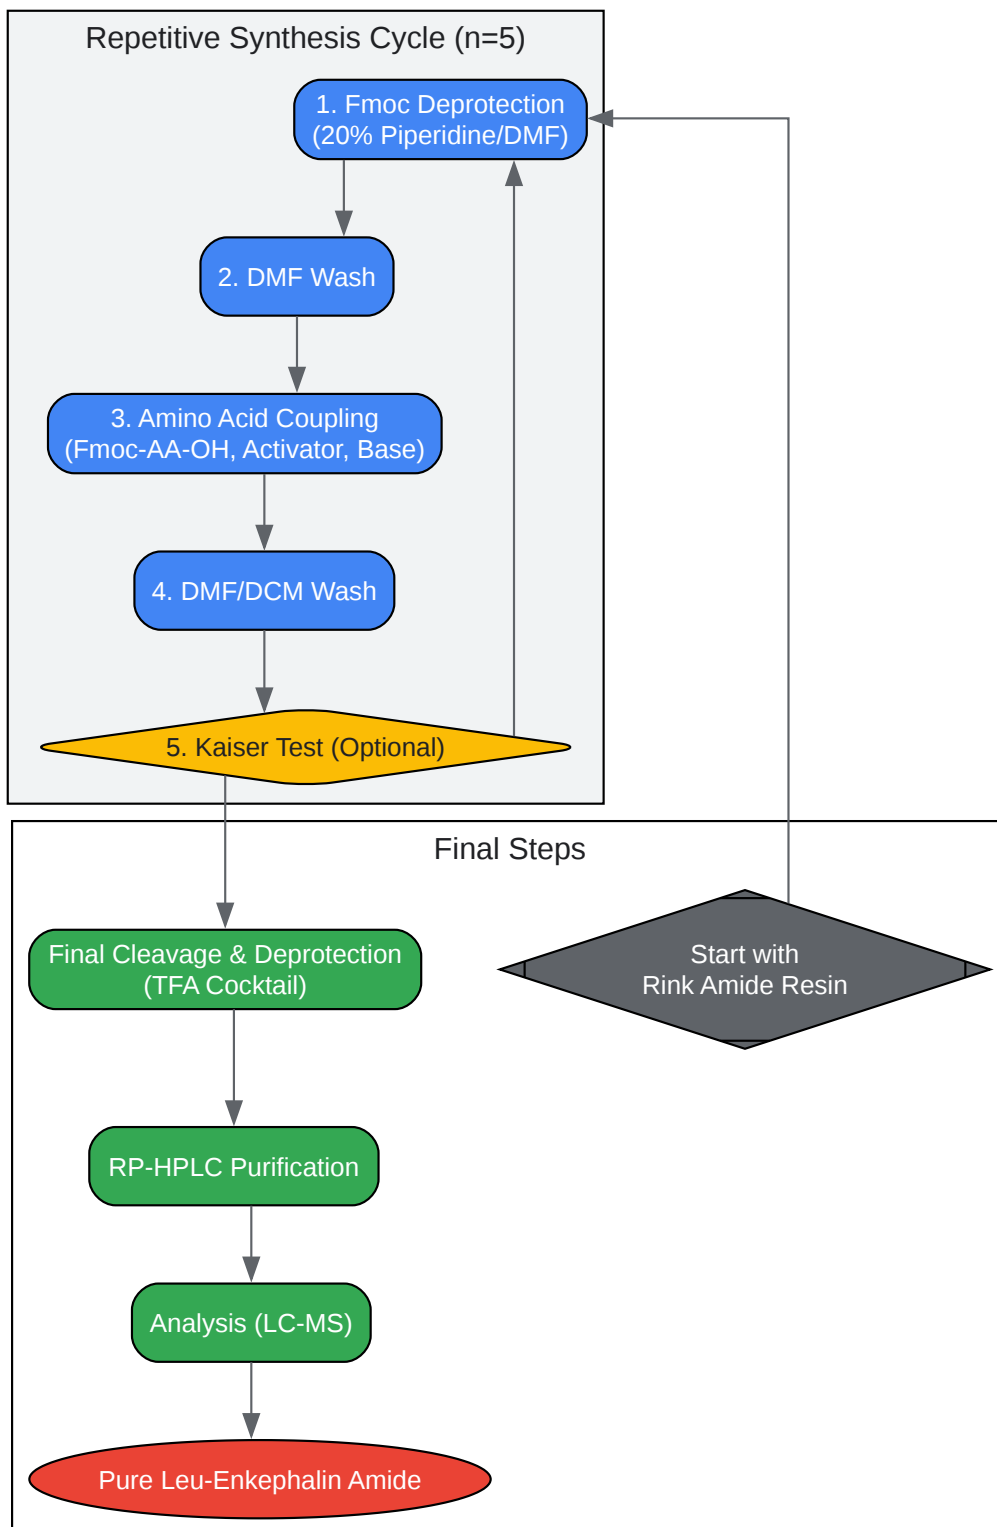 Repetitive Synthesis Cycle (n=5)
1. Fmoc Deprotection
(20% Piperidine/DMF)
2. DMF Wash
3. Amino Acid Coupling
(Fmoc-AA-OH, Activator, Base)
4. DMF/DCM Wash
5. Kaiser Test (Optional)
Final Steps
Final Cleavage & Deprotection
(TFA Cocktail)
Start with
Rink Amide Resin
RP-HPLC Purification
Analysis (LC-MS)
Pure Leu-Enkephalin Amide